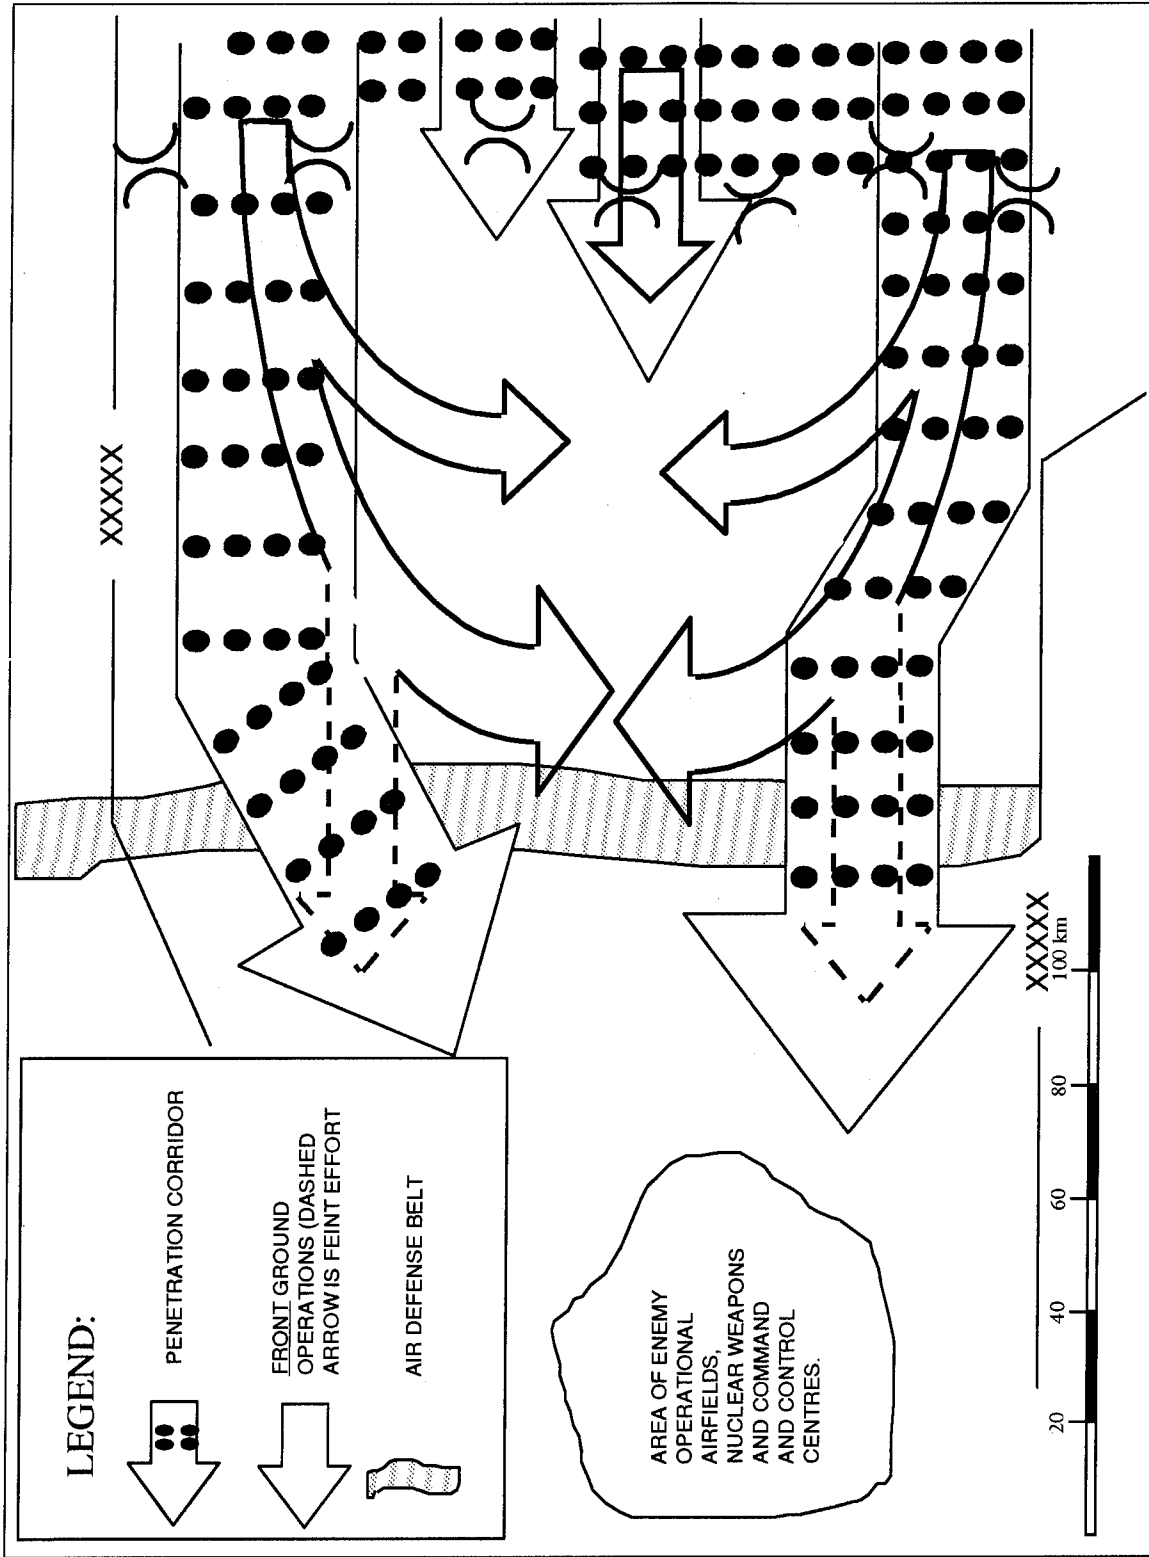 XXXXX
LEGEND:
PENETRATION CORRIDOR
FRONT GROUND
OPERATIONS (DASHED
ARROW IS FEINT EFFORT
AIR DEFENSE BELT
AREA OF ENEMY
OPERATIONAL
AIRFIELDS,
NUCLEAR WEAPONS
AND COMMAND
AND CONTROL
CENTRES.
XXXXX
20 40 60 80 100 km